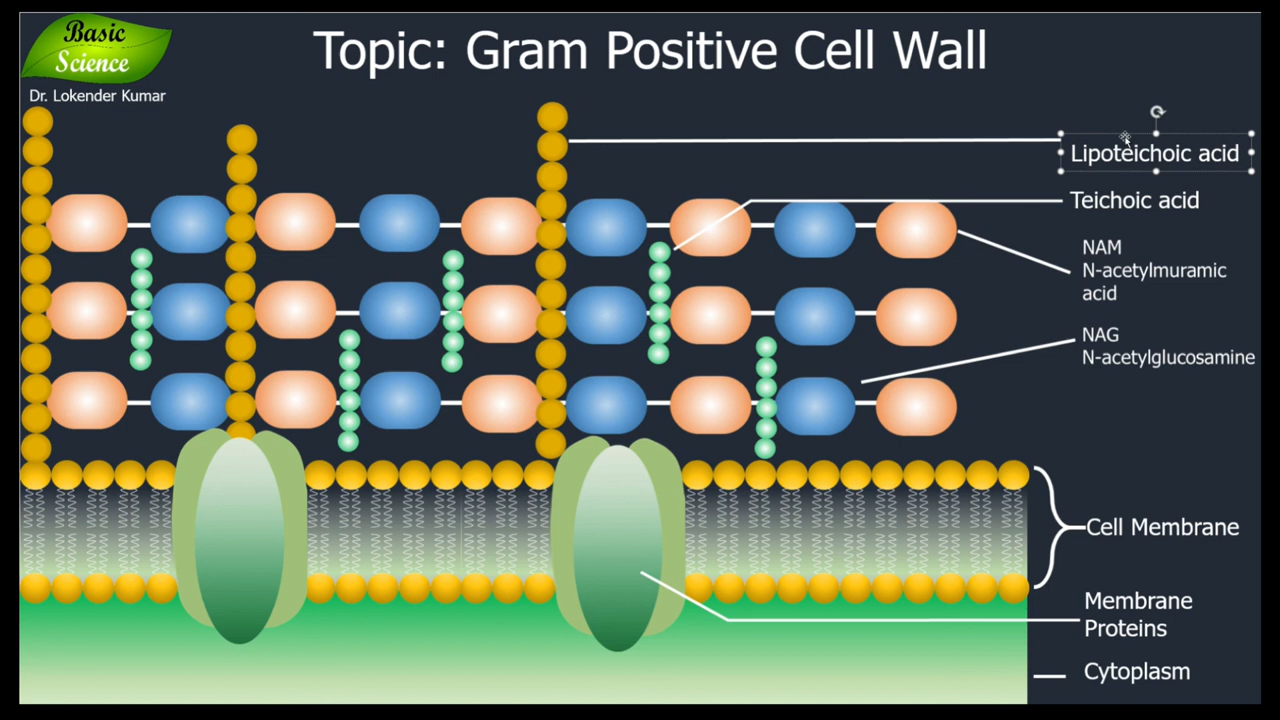 Basic
Science
Dr. Lokender Kumar
Topic: Gram Positive Cell Wall
Lipoteichoic acid
Teichoic acid
NAM
N-acetylmuramic
acid
NAG
N-acetylglucosamine
Cell Membrane
Membrane
Proteins
Cytoplasm